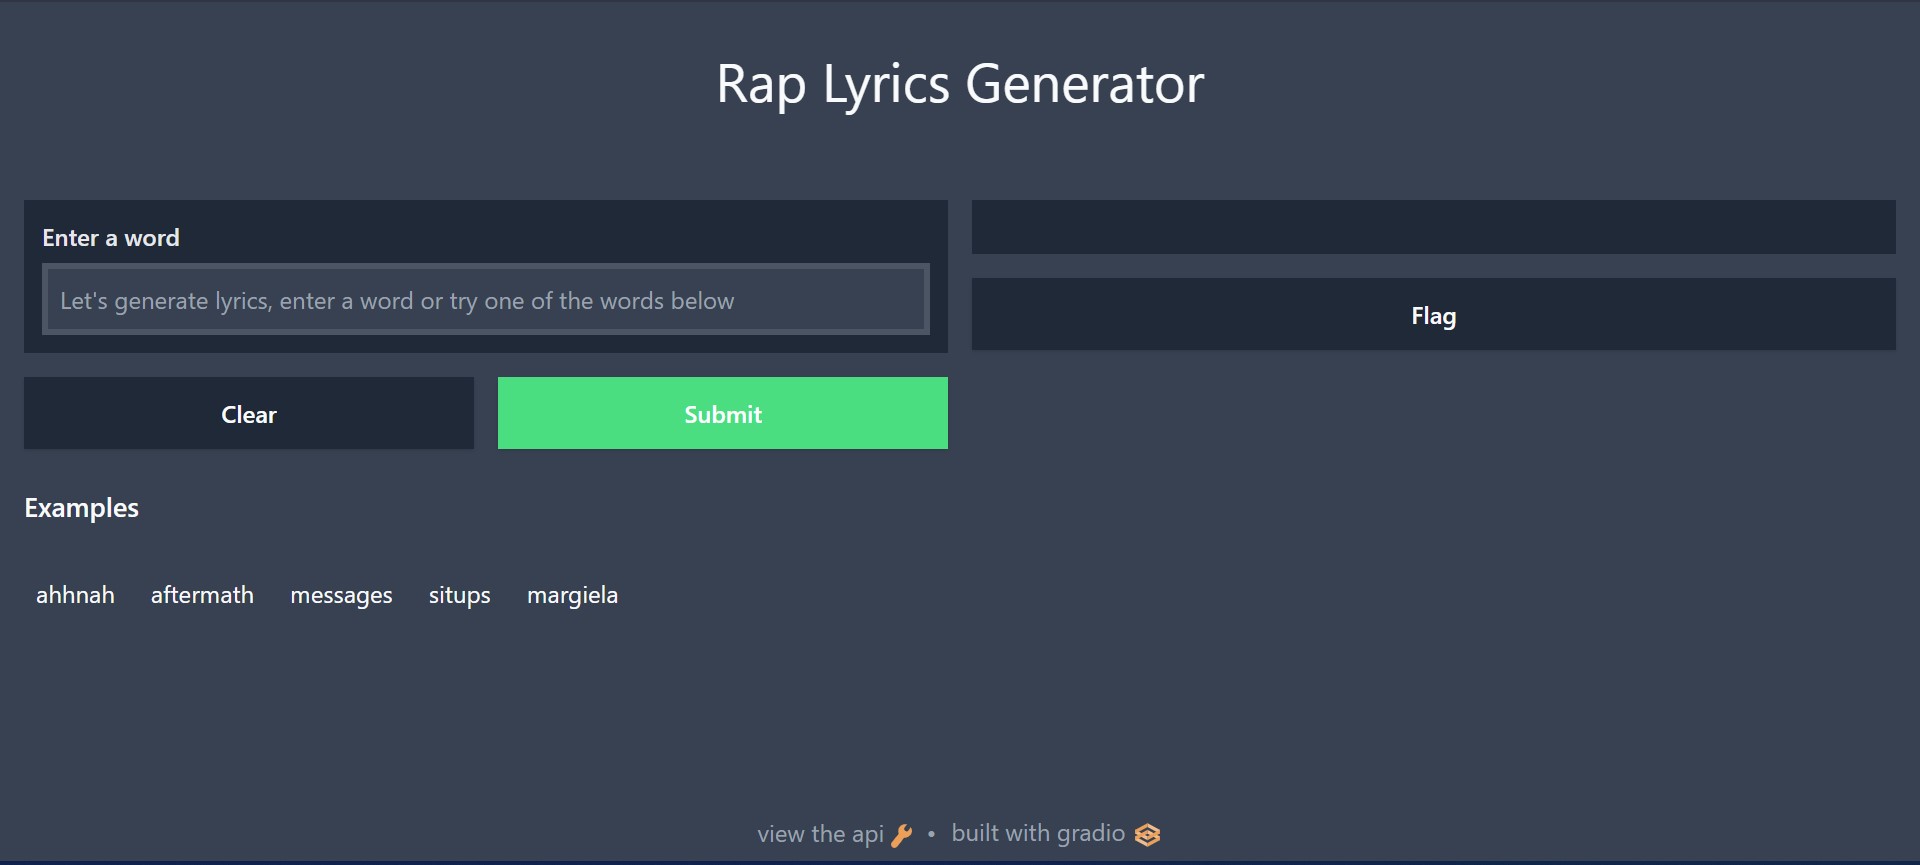 Rap Lyrics Generator
Enter a word
Let's generate lyrics, enter a word or try one of the words below
Clear
Submit
Flag
Examples
ahhnah aftermath messages situps margiela
view the api • built with gradio